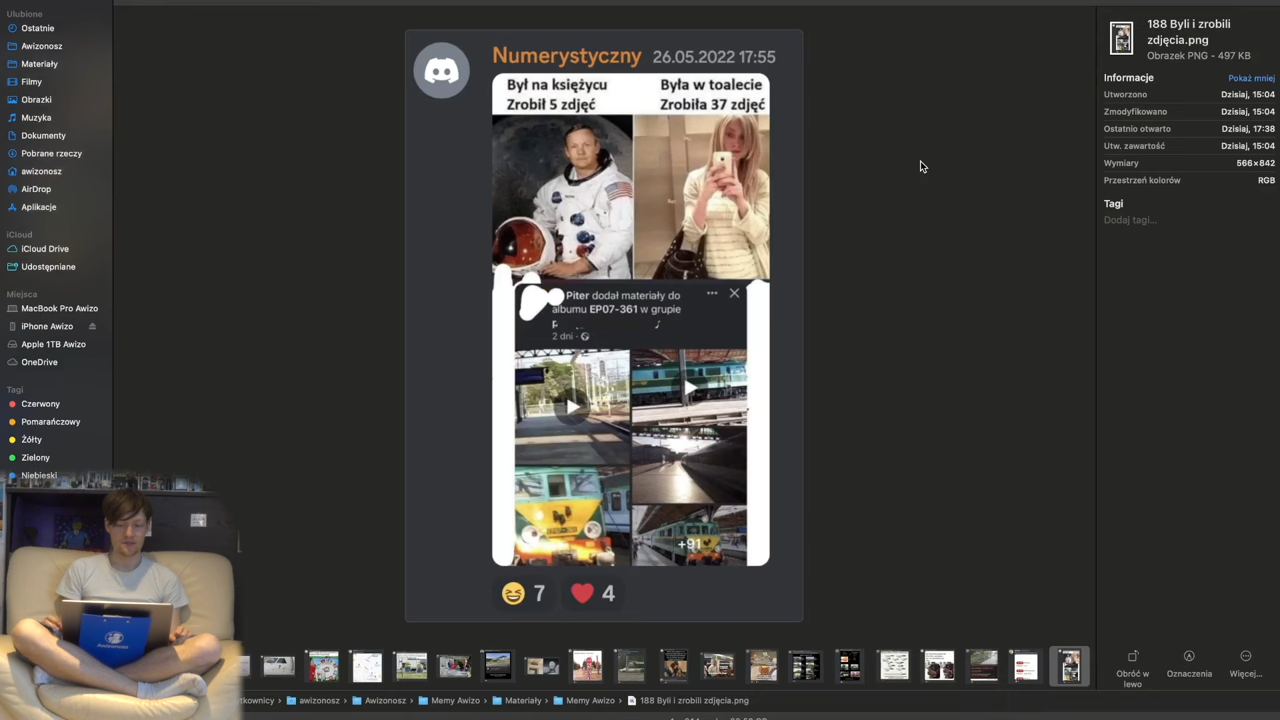 Ulubione
Ostatnie
Awizonosz
Materiały
Filmy
Obrazki
Muzyka
Dokumenty
Pobrane rzeczy
awizonosz
AirDrop
Aplikacje
iCloud
iCloud Drive
Udostępniane
Miejsca
MacBook Pro Awizo
iPhone Awizo
Apple 1TB Awizo
OneDrive
Tagi
Czerwony
Pomarańczowy
Żółty
Zielony
Niebieski
Numerystyczny 26.05.2022 17:55
Był na księżycu
Zrobił 5 zdjęć
Była w toalecie
Zrobiła 37 zdjęć
Piter dodał materiały do
albumu EP07-361 w grupie
2 dni
+91
7
4
188 Byli i zrobili
zdjęcia.png
Obrazek PNG - 497 KB
Informacje Pokaż mniej
Utworzono Dzisiaj, 15:04
Zmodyfikowano Dzisiaj, 15:04
Ostatnio otwarto Dzisiaj, 17:38
Utw. zawartość Dzisiaj, 15:04
Wymiary 566×842
Przestrzeń kolorów RGB
Tagi
Dodaj tagi...
Obróć w
lewo
Oznaczenia
Więcej...
awizonosz
Awizonosz
Memy Awizo
Materiały
Memy Awizo
188 Byli i zrobili zdjęcia.png